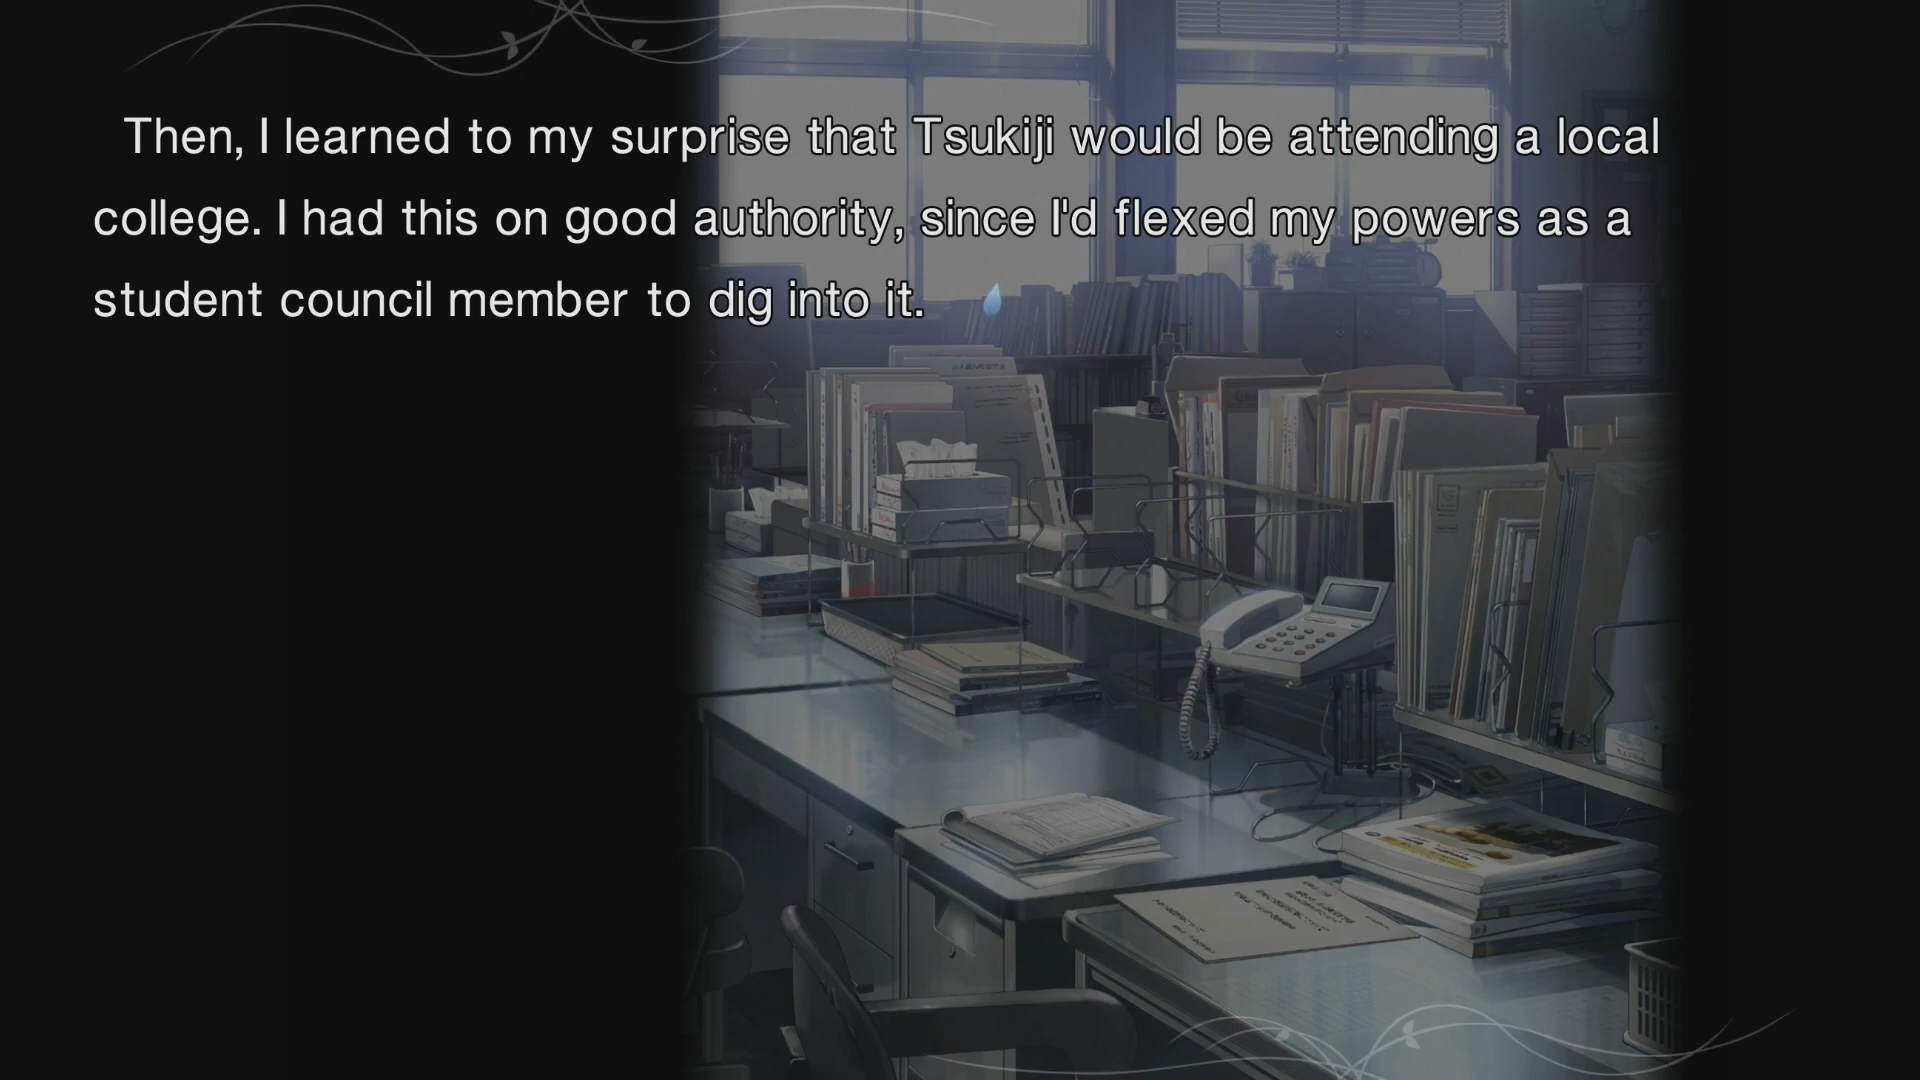 Then, I learned to my surprise that Tsukiji would be attending a local
college. I had this on good authority, since I'd flexed my powers as a
student council member to dig into it.